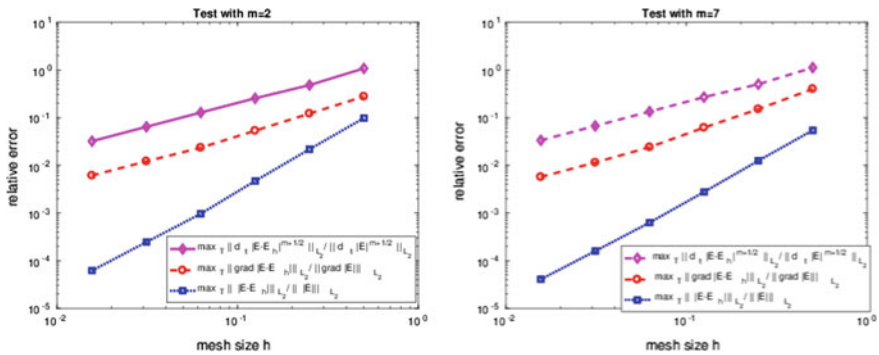 Test with m=2
10^1
10^0
10^-1
10^-2
10^-3
10^-4
10^-5
relative error
max_T || d_t |E-E_h|^{m=1/2} ||_{L_2} / || d_t |E|^{m=1/2} ||_{L_2}
max_T || grad |E-E_h||| _{L_2} / ||grad |E||| _{L_2}
max_T || |E-E_h||| _{L_2} / || |E||| _{L_2}
10^-2
10^-1
10^0
mesh size h
Test with m=7
10^1
10^0
10^-1
10^-2
10^-3
10^-4
10^-5
relative error
max_T || d_t |E-E_h|^{m=1/2} ||_{L_2} / || d_t |E|^{m=1/2} ||_{L_2}
max_T || grad |E-E_h||| _{L_2} / ||grad |E||| _{L_2}
max_T || |E-E_h||| _{L_2} / || |E||| _{L_2}
10^-2
10^-1
10^0
mesh size h